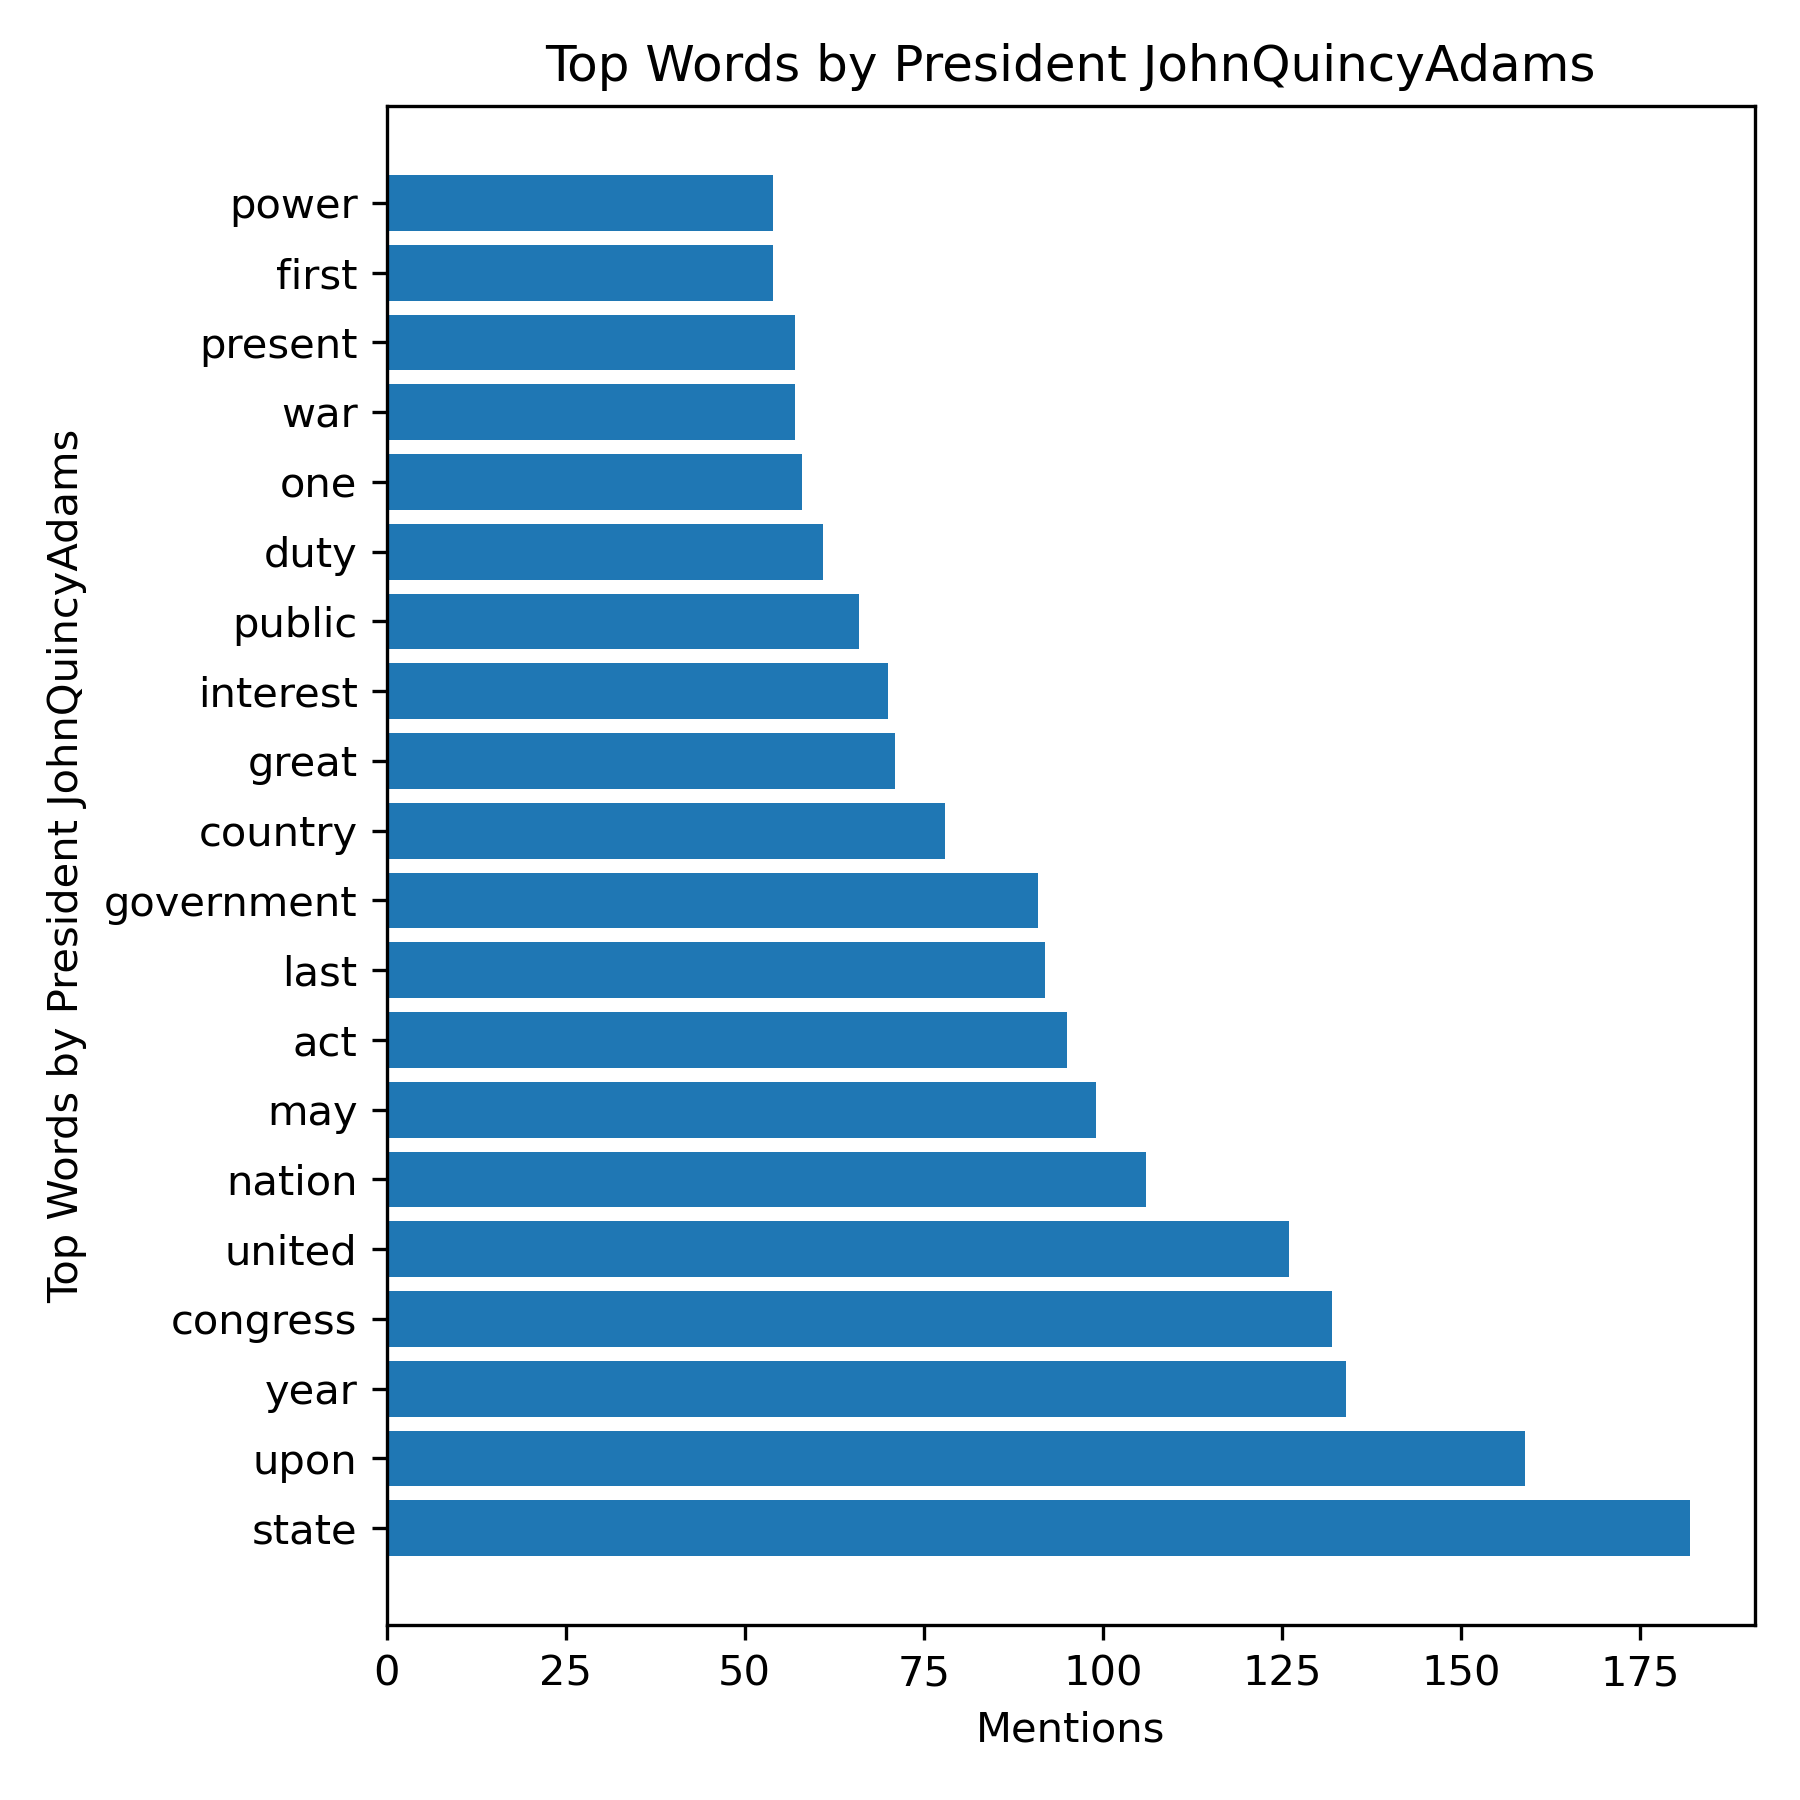 Top Words by President JohnQuincyAdams
Top Words by President JohnQuincyAdams
power
first
present
war
one
duty
public
interest
great
country
government
last
act
may
nation
united
congress
year
upon
state
0 25 50 75 100 125 150 175
Mentions